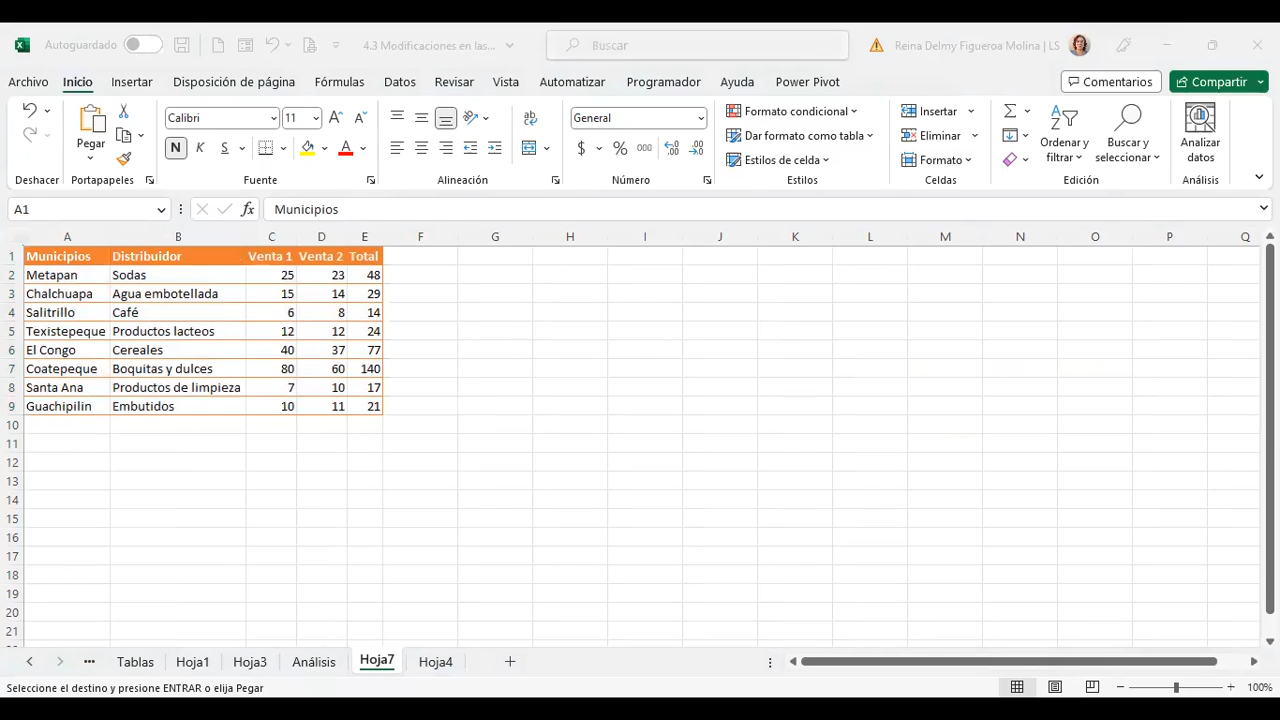 Autoguardado 4.3 Modificaciones en las... Buscar Reina Delmy Figueroa Molina | LS
Archivo Inicio Insertar Disposición de página Fórmulas Datos Revisar Vista Automatizar Programador Ayuda Power Pivot Comentarios Compartir
Pegar Calibri 11 General Formato condicional Insertar Ordenar y filtrar Buscar y seleccionar Analizar datos
N K S $ % 000 Dar formato como tabla Eliminar
Estilos de celda Formato
Deshacer Portapapeles Fuente Alineación Número Estilos Celdas Edición Análisis
A1 fx Municipios
A B C D E F G H I J K L M N O P Q
1 Municipios Distribuidor Venta 1 Venta 2 Total
2 Metapan Sodas 25 23 48
3 Chalchuapa Agua embotellada 15 14 29
4 Salitrillo Café 6 8 14
5 Texistepeque Productos lacteos 12 12 24
6 El Congo Cereales 40 37 77
7 Coatepeque Boquitas y dulces 80 60 140
8 Santa Ana Productos de limpieza 7 10 17
9 Guachipilin Embutidos 10 11 21
10
11
12
13
14
15
16
17
18
19
20
21
Tablas Hoja1 Hoja3 Análisis Hoja7 Hoja4
Seleccione el destino y presione ENTRAR o elija Pegar 100%